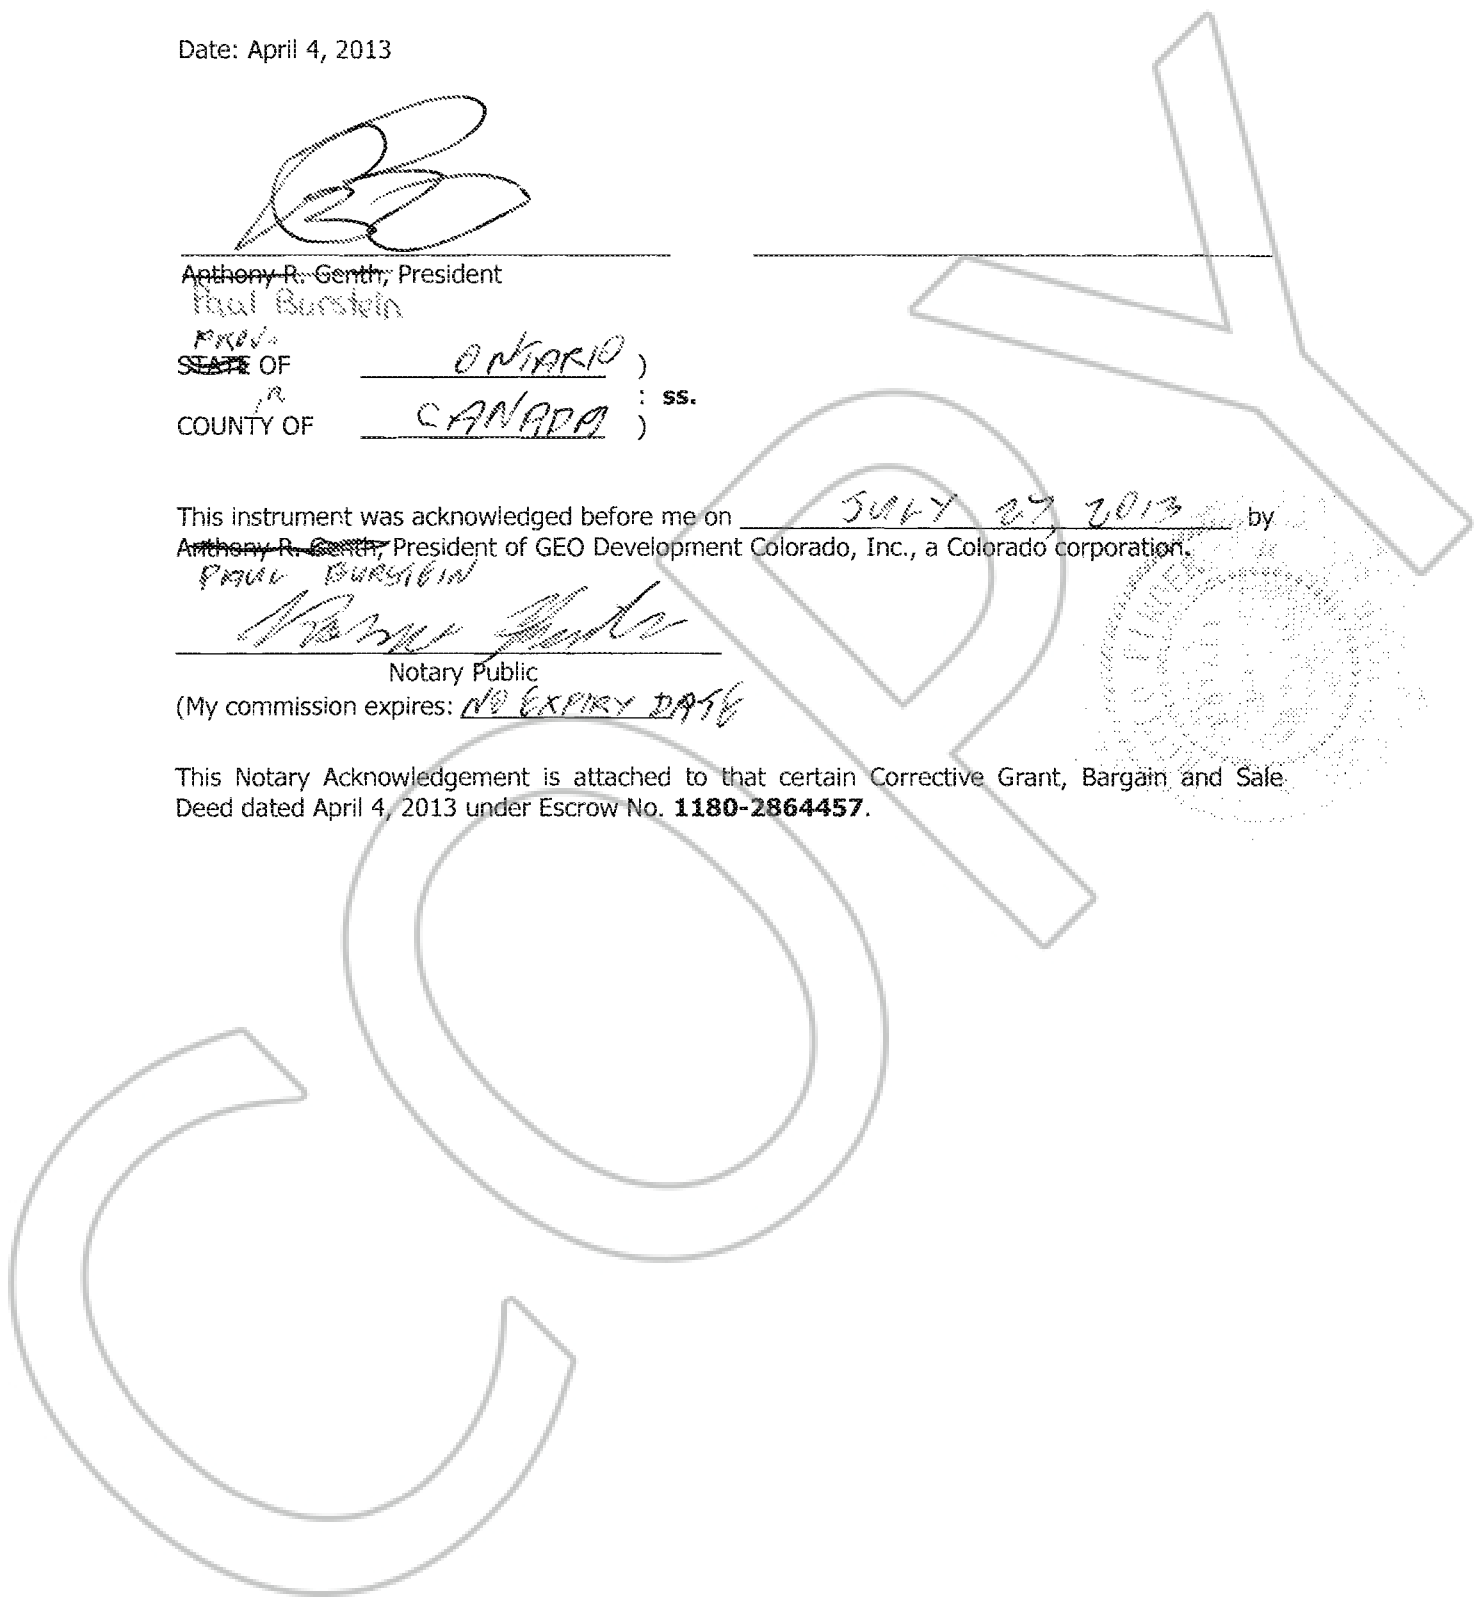 Date: April 4, 2013
Anthony R. Genth, President
Paul Burstein
PROV.
STATE OF ONTARIO )
: ss.
R
COUNTY OF CANADA )
This instrument was acknowledged before me on JULY 27 2013 by
Anthony R. Genth, President of GEO Development Colorado, Inc., a Colorado corporation.
PAUL BURSTEIN
Notary Public
(My commission expires: NO EXPIRY DATE
This Notary Acknowledgement is attached to that certain Corrective Grant, Bargain and Sale
Deed dated April 4, 2013 under Escrow No. 1180-2864457.
COPY